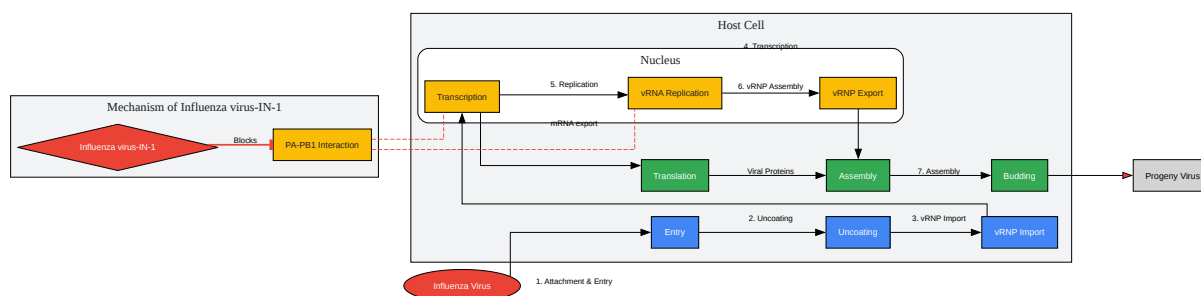 Host Cell
4. Transcription
Nucleus
Transcription
5. Replication
vRNA Replication
6. vRNP Assembly
vRNP Export
mRNA export
Mechanism of Influenza virus-IN-1
Influenza virus-IN-1
Blocks
PA-PB1 Interaction
Translation
Viral Proteins
Assembly
7. Assembly
Budding
Progeny Virus
Entry
2. Uncoating
Uncoating
3. vRNP Import
vRNP Import
Influenza Virus
1. Attachment & Entry